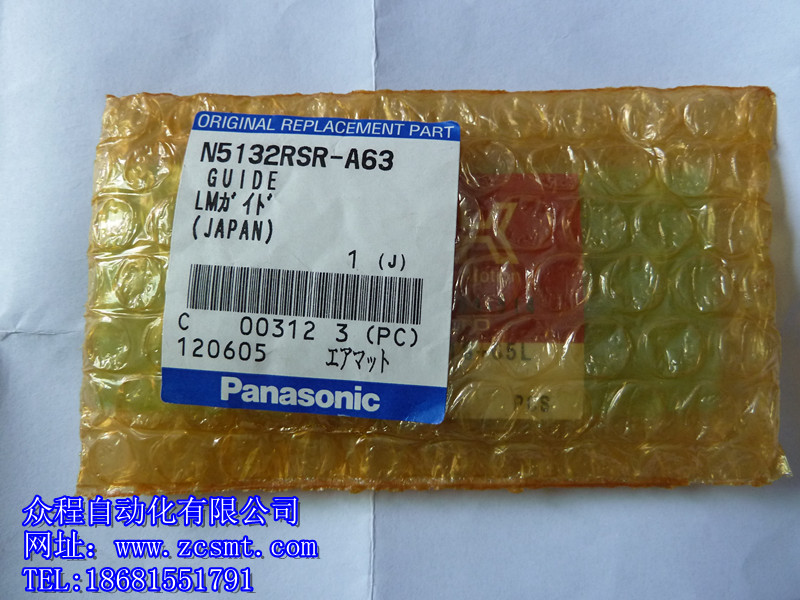 ORIGINAL REPLACEMENT PART
N5132RSR-A63
GUIDE
LMガイド
(JAPAN)
1 (J)
C 00312 3 (PC)
120605 エアマット
Panasonic
PCS
众程自动化有限公司
网址：www.zcsmt.com
TEL:18681551791